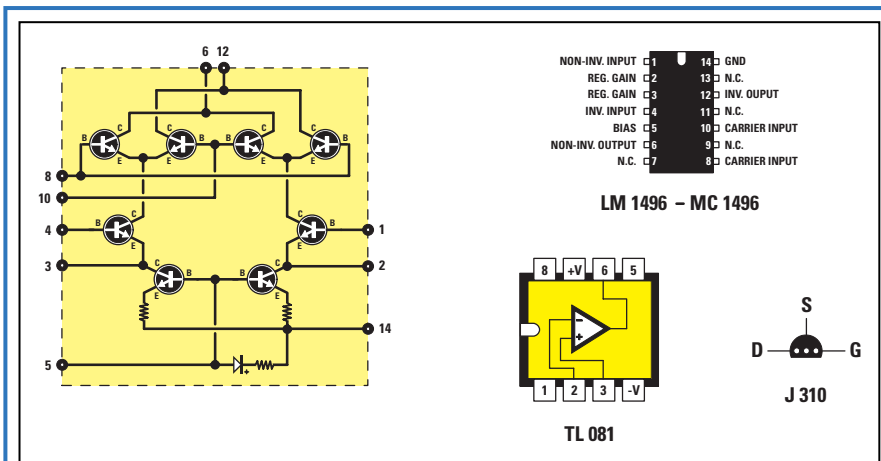 6 12
B C E
C B E
B C E
C B E
8
10
4
B C E
C B E
1
3
2
C B E
B C E
14
5
+
NON-INV. INPUT 1 14 GND
REG. GAIN 2 13 N.C.
REG. GAIN 3 12 INV. OUPUT
INV. INPUT 4 11 N.C.
BIAS 5 10 CARRIER INPUT
NON-INV. OUTPUT 6 9 N.C.
N.C. 7 8 CARRIER INPUT
LM 1496 – MC 1496
8 +V 6 5
–
+
1 2 3 -V
TL 081
S
D G
J 310